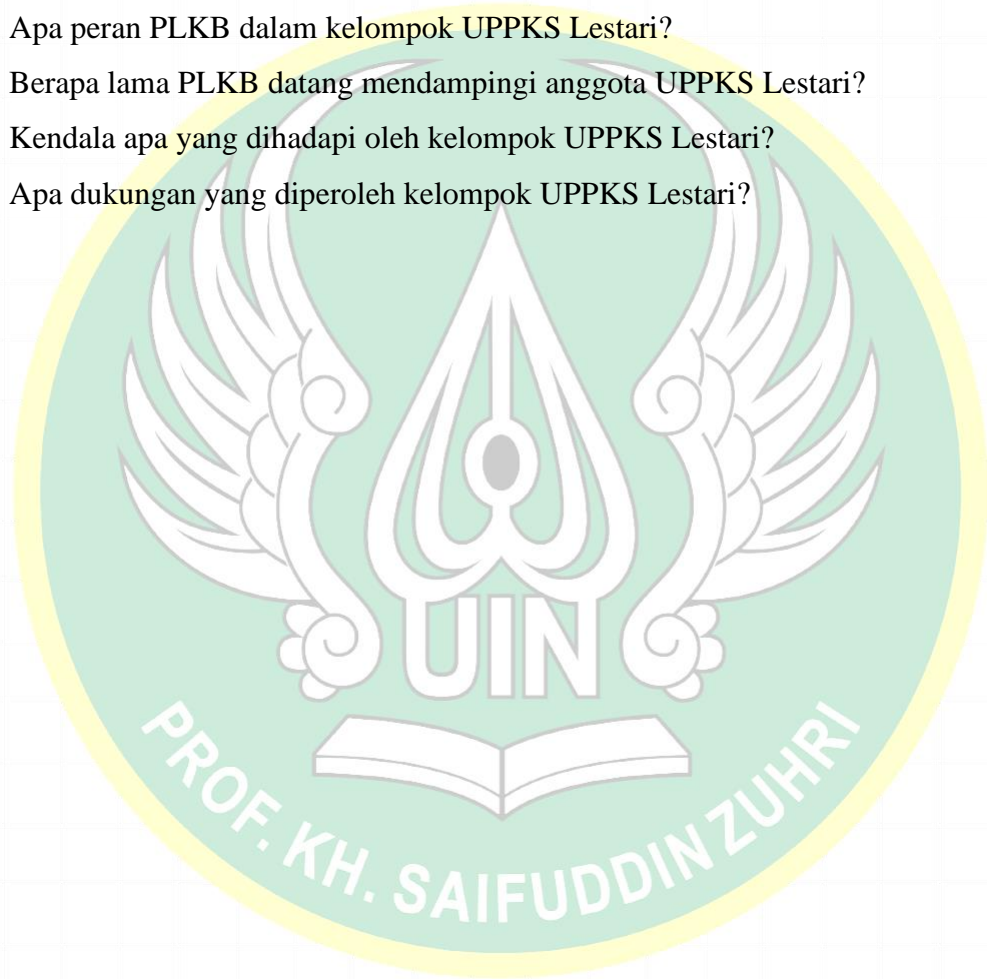 Apa peran PLKB dalam kelompok UPPKS Lestari?
Berapa lama PLKB datang mendampingi anggota UPPKS Lestari?
Kendala apa yang dihadapi oleh kelompok UPPKS Lestari?
Apa dukungan yang diperoleh kelompok UPPKS Lestari?
UIN
PROF. KH. SAIFUDDIN ZUHRI